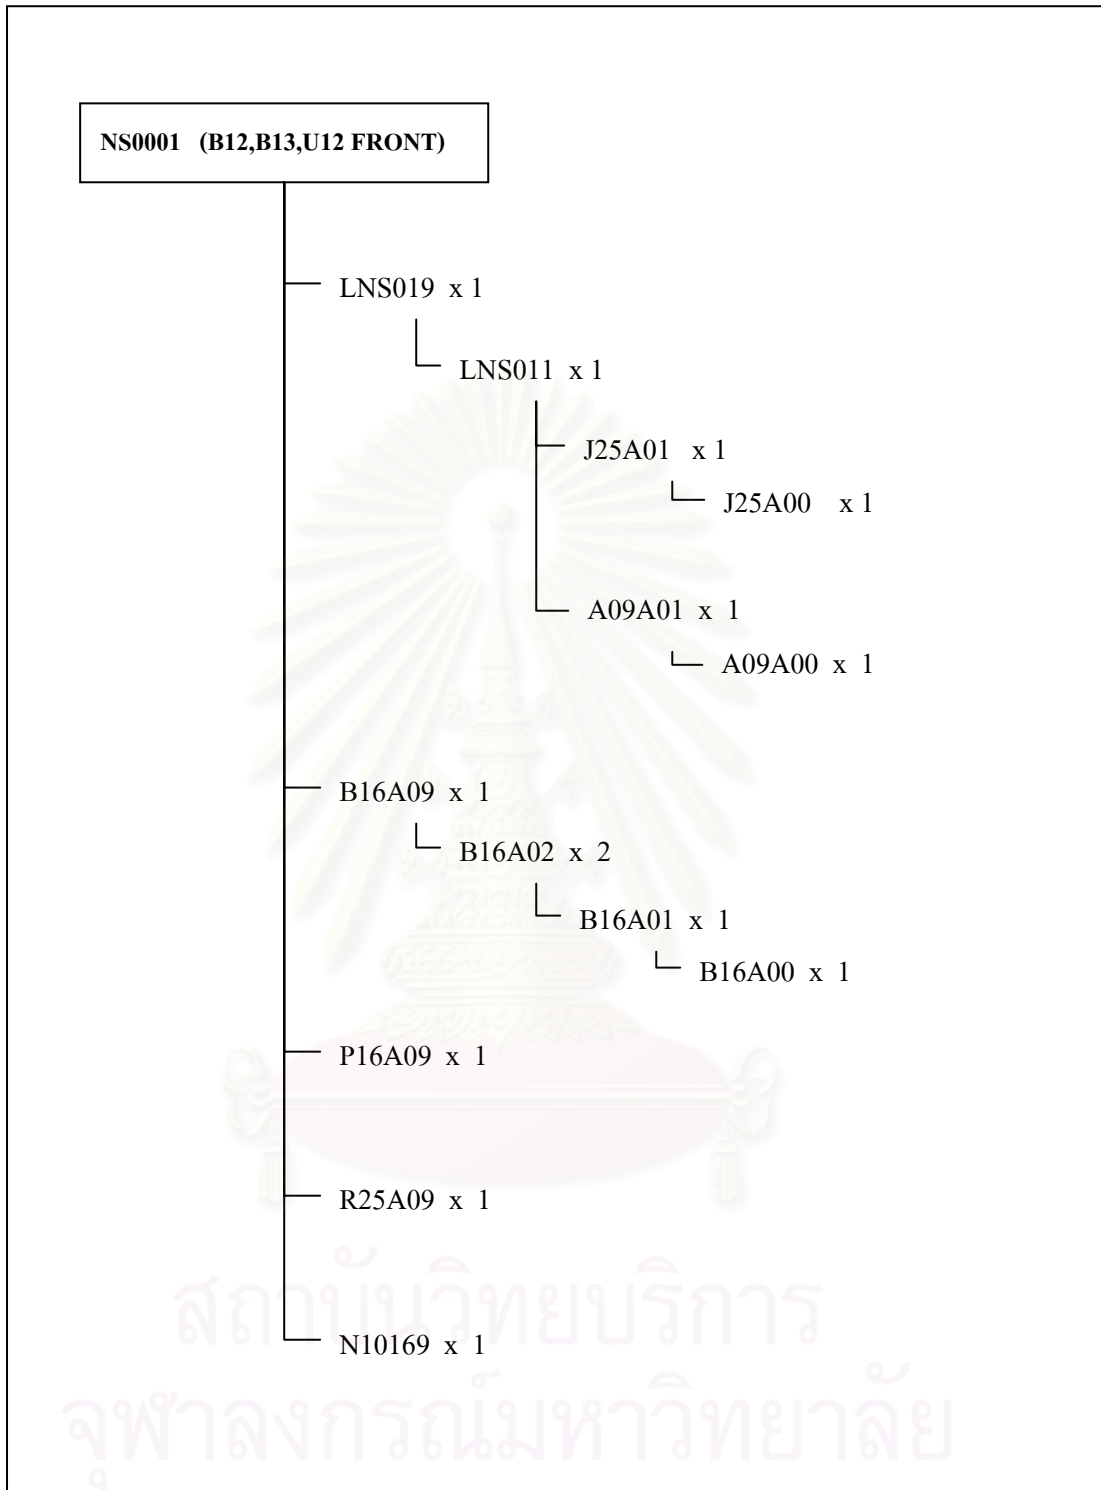 NS0001 (B12,B13,U12 FRONT)
LNS019 x 1
LNS011 x 1
J25A01 x 1
J25A00 x 1
A09A01 x 1
A09A00 x 1
B16A09 x 1
B16A02 x 2
B16A01 x 1
B16A00 x 1
P16A09 x 1
R25A09 x 1
สถาบันวิทยบริการ
N10169 x 1
จุฬาลงกรณ์มหาวิทยาลัย